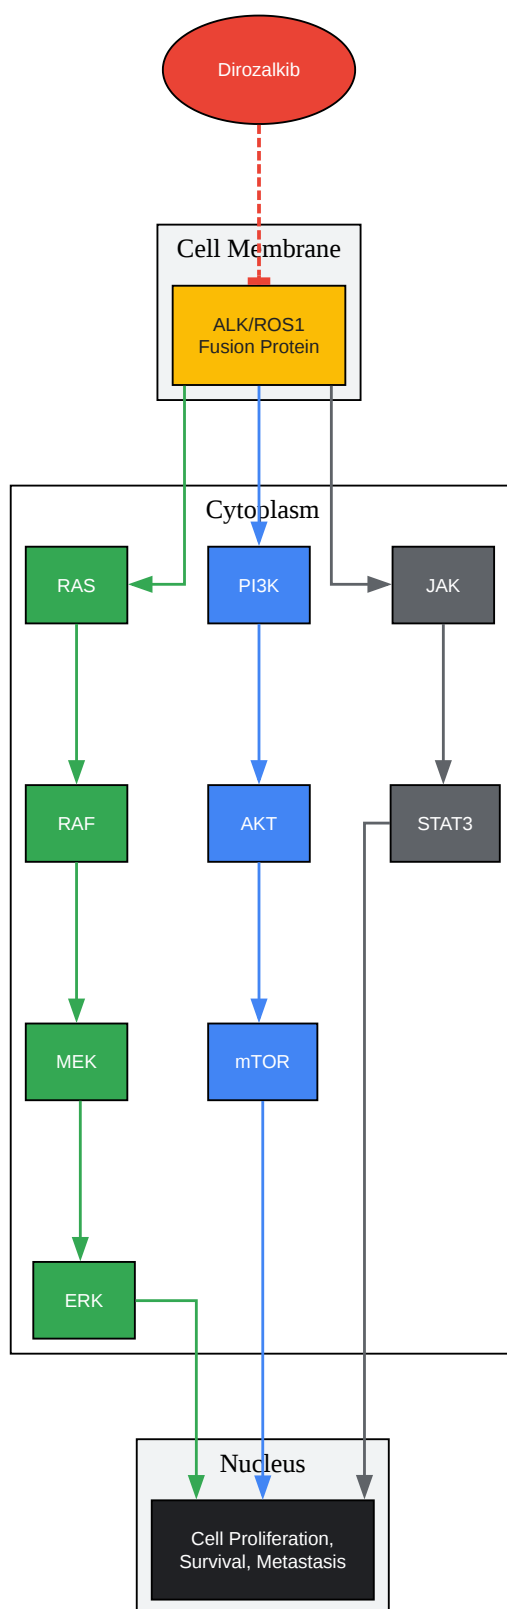 Dirozalkib
Cell Membrane
ALK/ROS1
Fusion Protein
Cytoplasm
RAS
PI3K
JAK
RAF
AKT
STAT3
MEK
mTOR
ERK
Nucleus
Cell Proliferation,
Survival, Metastasis